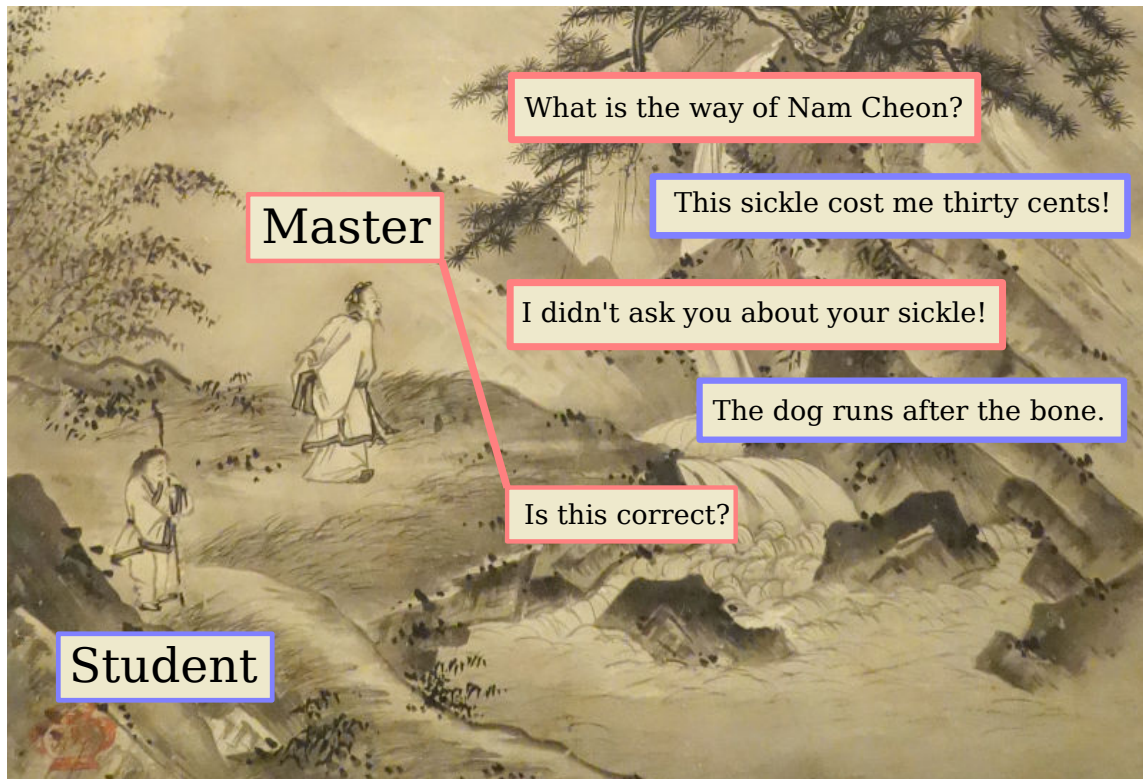 What is the way of Nam Cheon?
This sickle cost me thirty cents!
Master
I didn't ask you about your sickle!
The dog runs after the bone.
Is this correct?
Student